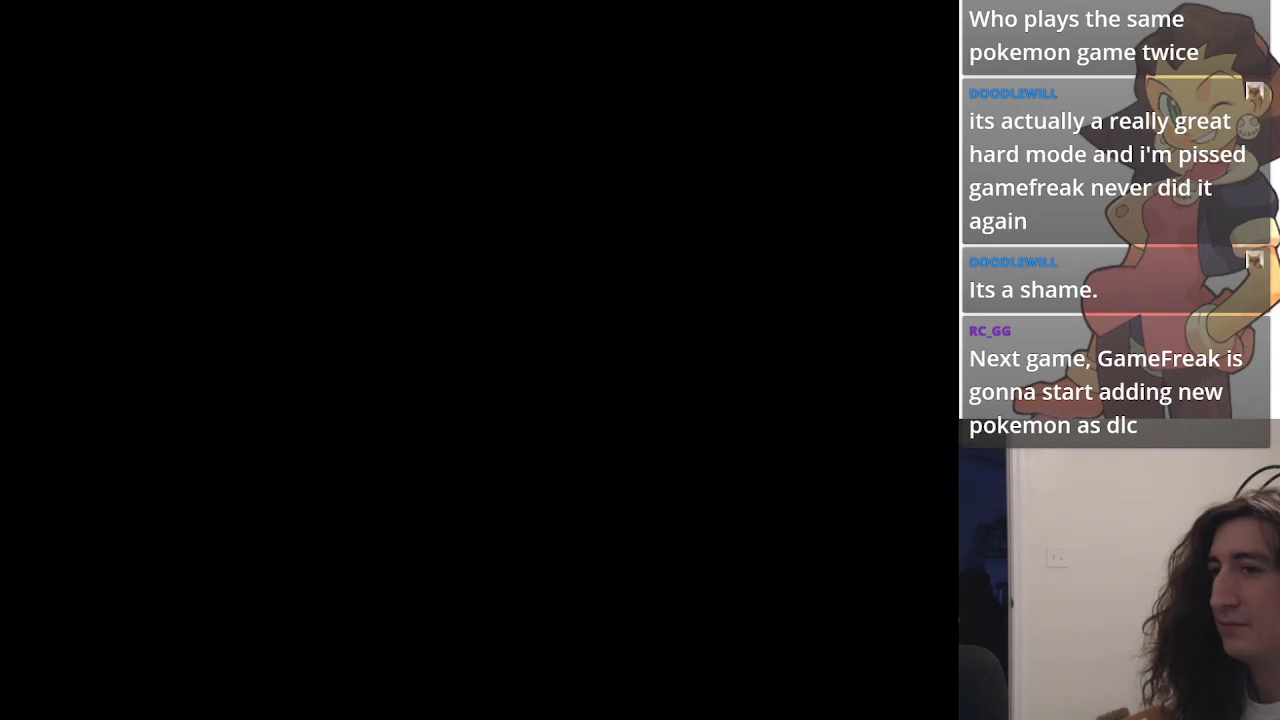 Who plays the same
pokemon game twice
DOODLEWILL
its actually a really great
hard mode and i'm pissed
gamefreak never did it
again
DOODLEWILL
Its a shame.
RC_GG
Next game, GameFreak is
gonna start adding new
pokemon as dlc